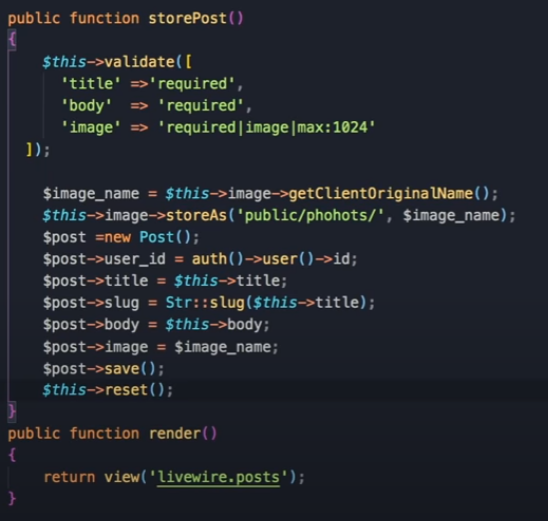 public function storePost()
{
$this->validate([
'title' =>'required',
'body' => 'required',
'image' => 'required|image|max:1024'
]);
$image_name = $this->image->getClientOriginalName();
$this->image->storeAs('public/phohots/', $image_name);
$post =new Post();
$post->user_id = auth()->user()->id;
$post->title = $this->title;
$post->slug = Str::slug($this->title);
$post->body = $this->body;
$post->image = $image_name;
$post->save();
$this->reset();
}
public function render()
{
return view('livewire.posts');
}